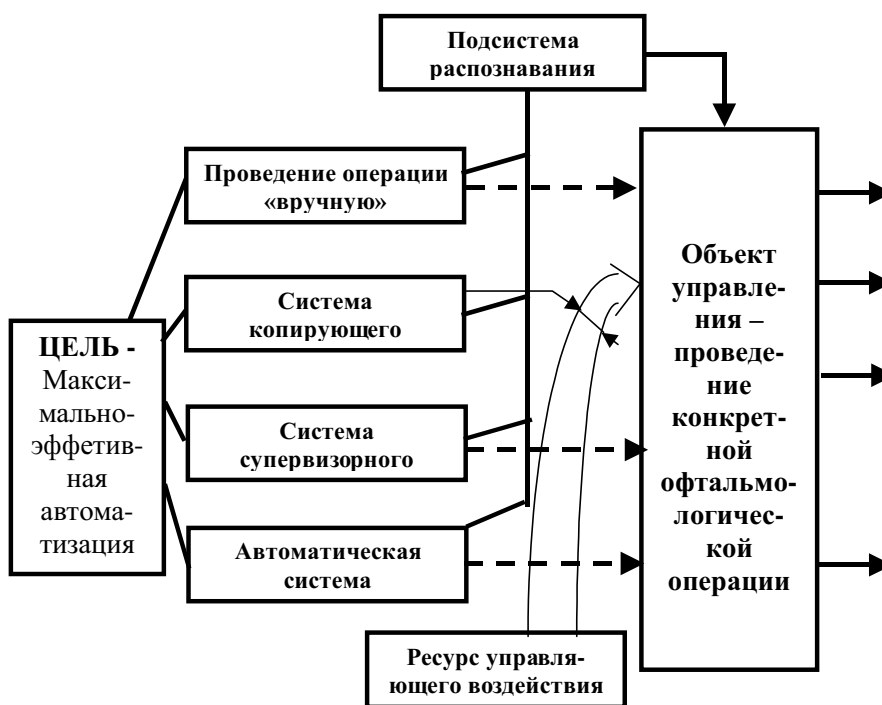 Подсистема
распознавания
Проведение операции
«вручную»
Система
копирующего
ЦЕЛЬ -
Макси-
мально-
эффетив-
ная
автома-
тизация
Система
супервизорного
Автоматическая
система
Объект
управле-
ния –
проведе-
ние
конкрет-
ной
офтальмо-
логичес-
кой
операции
Ресурс управля-
ющего воздействия